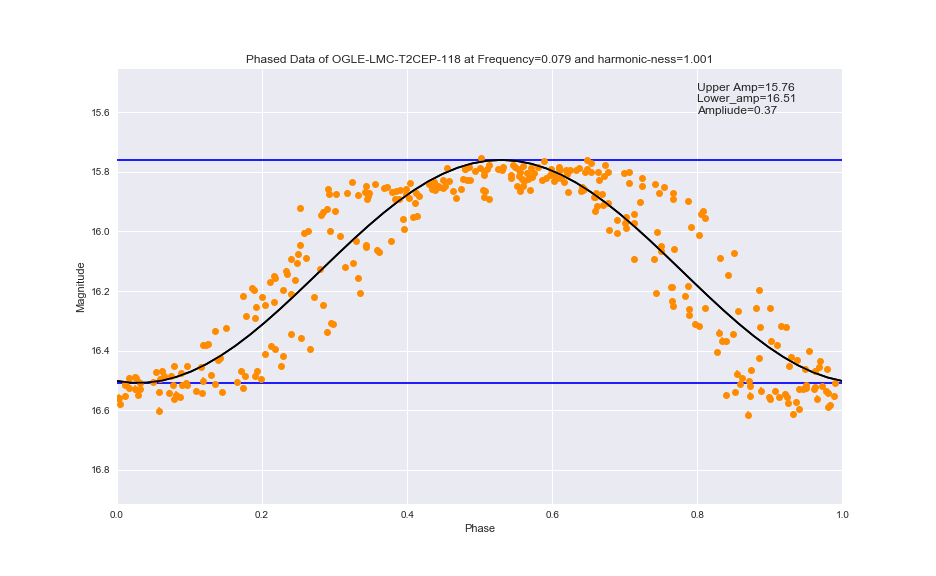 Phased Data of OGLE-LMC-T2CEP-118 at Frequency=0.079 and harmonic-ness=1.001
Upper Amp=15.76
Lower_amp=16.51
Ampliude=0.37
15.6
15.8
16.0
16.2
16.4
16.6
16.8
Magnitude
0.0 0.2 0.4 0.6 0.8 1.0
Phase